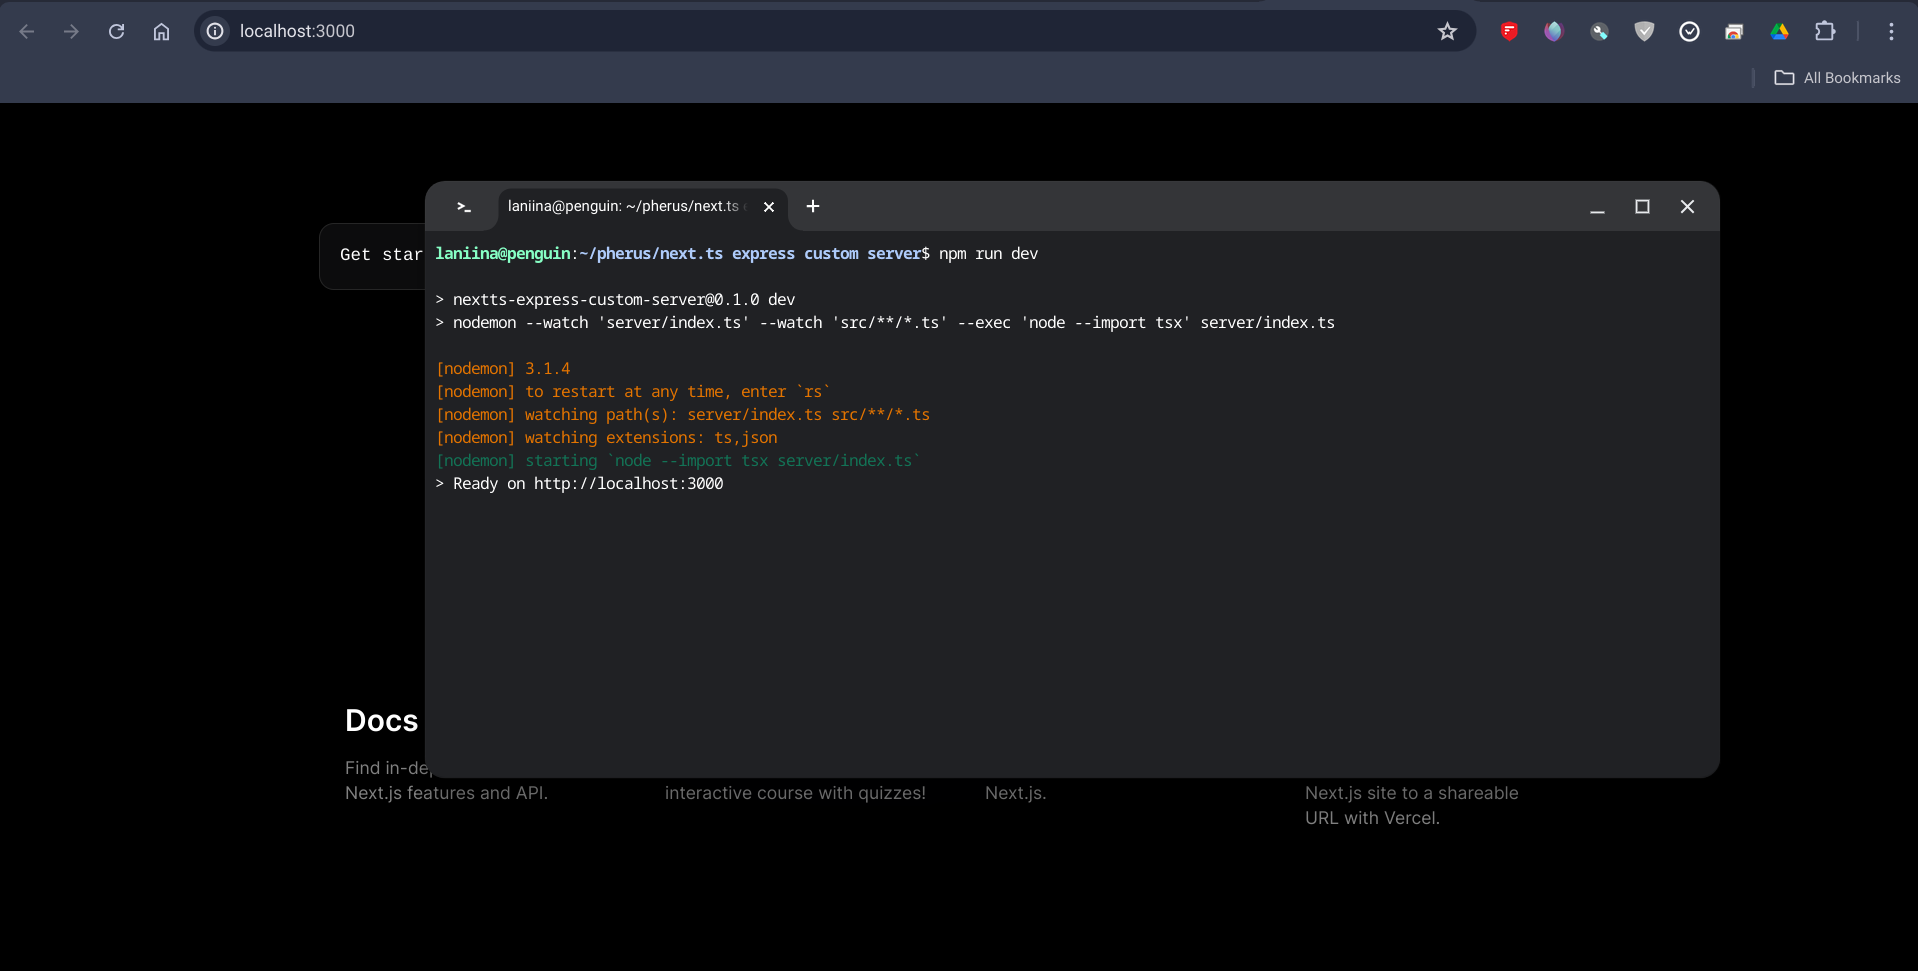 localhost:3000
All Bookmarks
laniina@penguin: ~/pherus/next.ts
Get star
laniina@penguin:~/pherus/next.ts express custom server$ npm run dev
> nextts-express-custom-server@0.1.0 dev
> nodemon --watch 'server/index.ts' --watch 'src/**/*.ts' --exec 'node --import tsx' server/index.ts
[nodemon] 3.1.4
[nodemon] to restart at any time, enter `rs`
[nodemon] watching path(s): server/index.ts src/**/*.ts
[nodemon] watching extensions: ts,json
[nodemon] starting `node --import tsx server/index.ts`
> Ready on http://localhost:3000
Docs
Find in-de
Next.js features and API.
interactive course with quizzes!
Next.js.
Next.js site to a shareable
URL with Vercel.